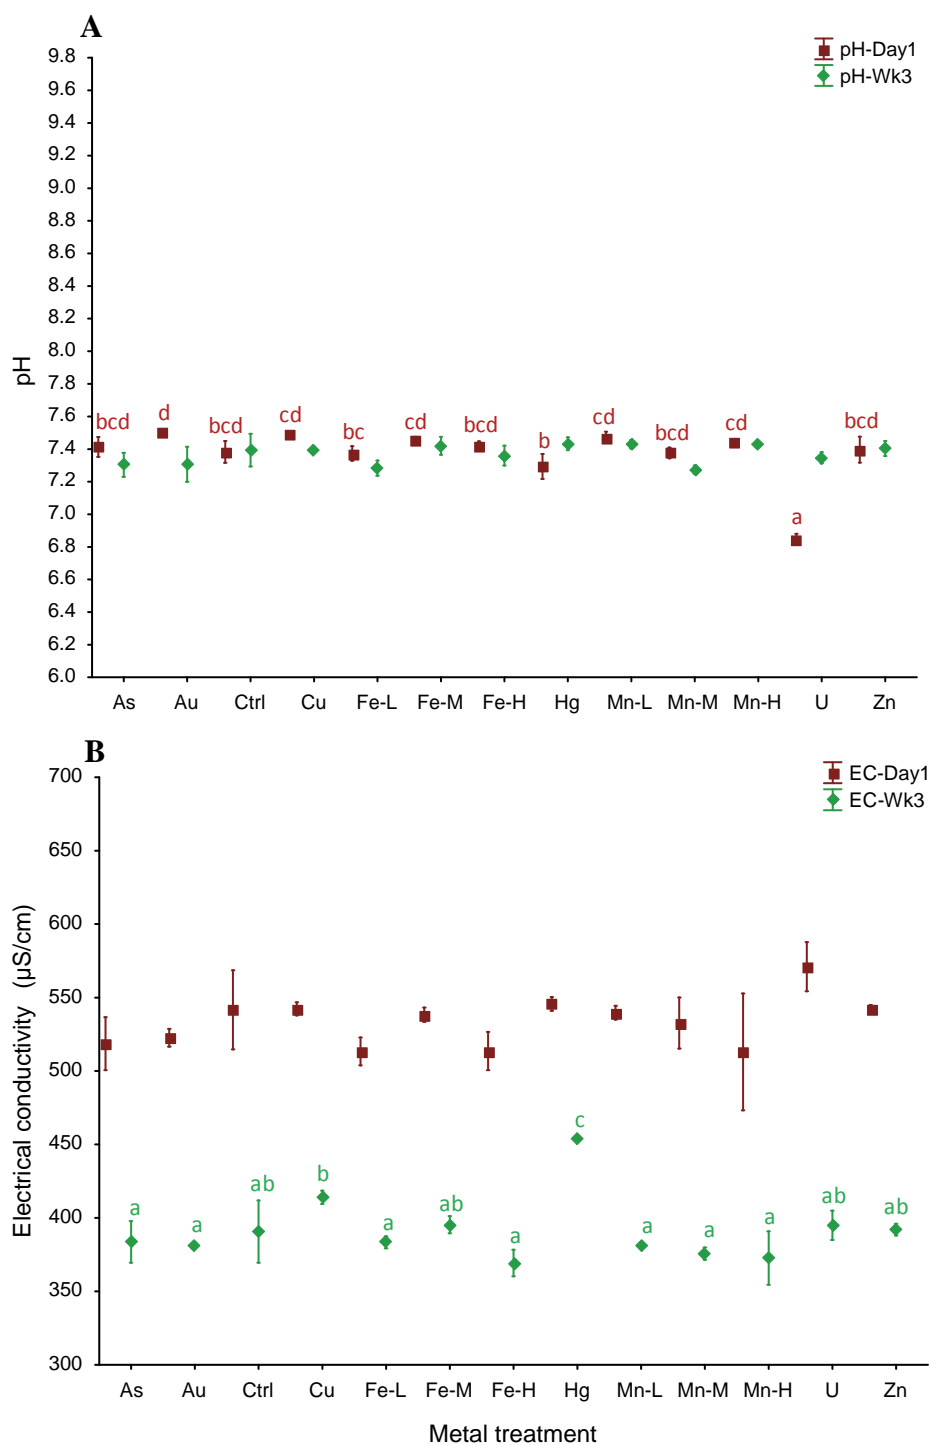 A
pH-Day1
pH-Wk3
9.8
9.6
9.4
9.2
9.0
8.8
8.6
8.4
8.2
8.0
7.8
7.6
7.4
7.2
7.0
6.8
6.6
6.4
6.2
6.0
pH
bcd d bcd cd bc cd bcd b cd bcd cd a bcd
As Au Ctrl Cu Fe-L Fe-M Fe-H Hg Mn-L Mn-M Mn-H U Zn
B
EC-Day1
EC-Wk3
700
650
600
550
500
450
400
350
300
Electrical conductivity (µS/cm)
a a ab b a ab a c a a a ab ab
As Au Ctrl Cu Fe-L Fe-M Fe-H Hg Mn-L Mn-M Mn-H U Zn
Metal treatment